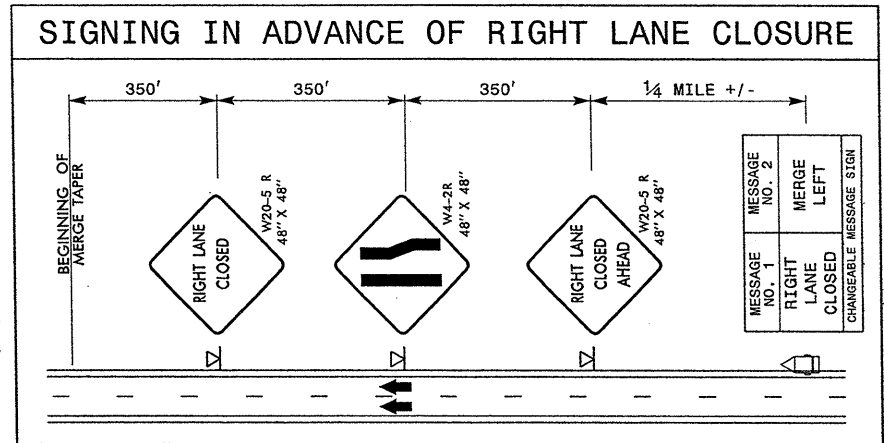 SIGNING IN ADVANCE OF RIGHT LANE CLOSURE
350'
350'
350'
1/4 MILE +/-
BEGINNING OF
MERGE TAPER
RIGHT LANE
CLOSED
W20-5 R
48" X 48"
W4-2R
48" X 48"
RIGHT LANE
CLOSED
AHEAD
W20-5 R
48" X 48"
MESSAGE
NO. 1
RIGHT
LANE
CLOSED
MESSAGE
NO. 2
MERGE
LEFT
CHANGEABLE MESSAGE SIGN